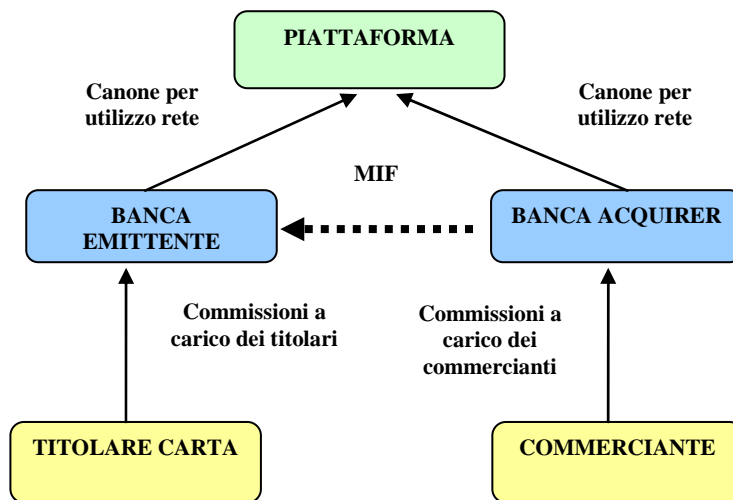 PIATTAFORMA
Canone per
utilizzo rete
Canone per
utilizzo rete
MIF
BANCA
EMITTENTE
BANCA ACQUIRER
Commissioni a
carico dei titolari
Commissioni a
carico dei
commercianti
TITOLARE CARTA
COMMERCIANTE